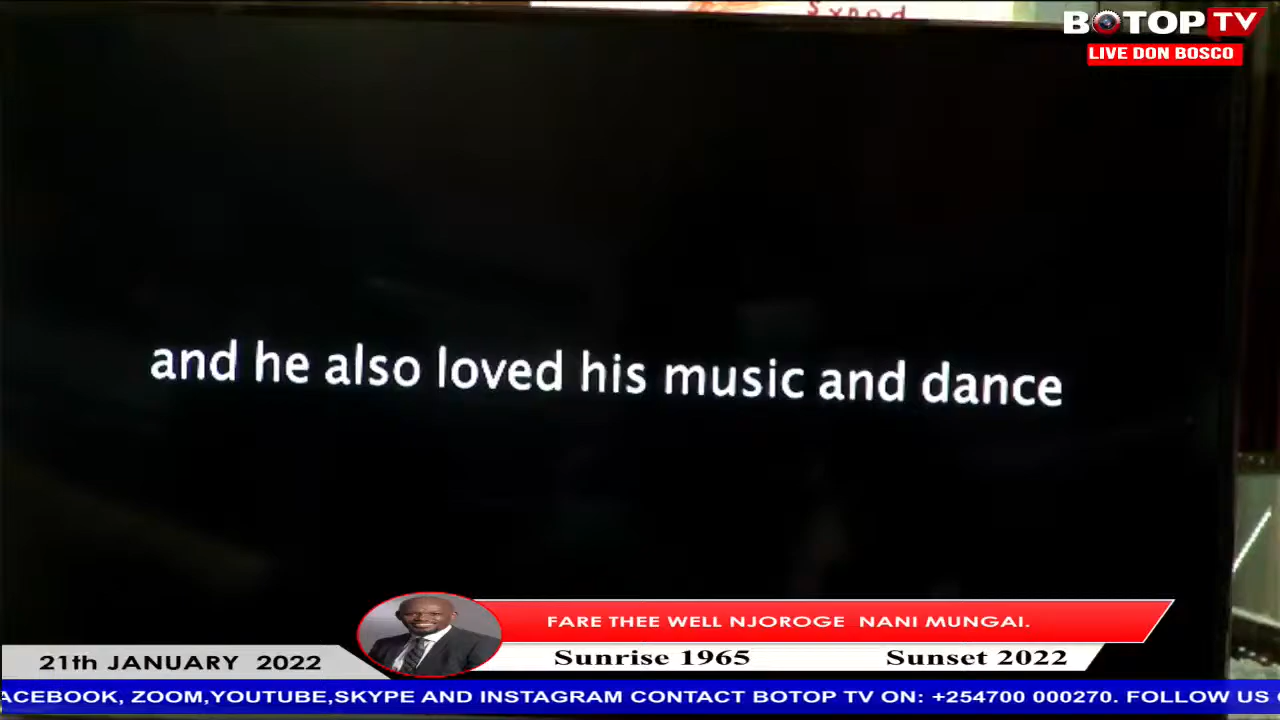 Synod
BOTOP TV
LIVE DON BOSCO
and he also loved his music and dance
FARE THEE WELL NJOROGE NANI MUNGAI.
Sunrise 1965 Sunset 2022
21th JANUARY 2022
ACEBOOK, ZOOM,YOUTUBE,SKYPE AND INSTAGRAM CONTACT BOTOP TV ON: +254700 000270. FOLLOW US